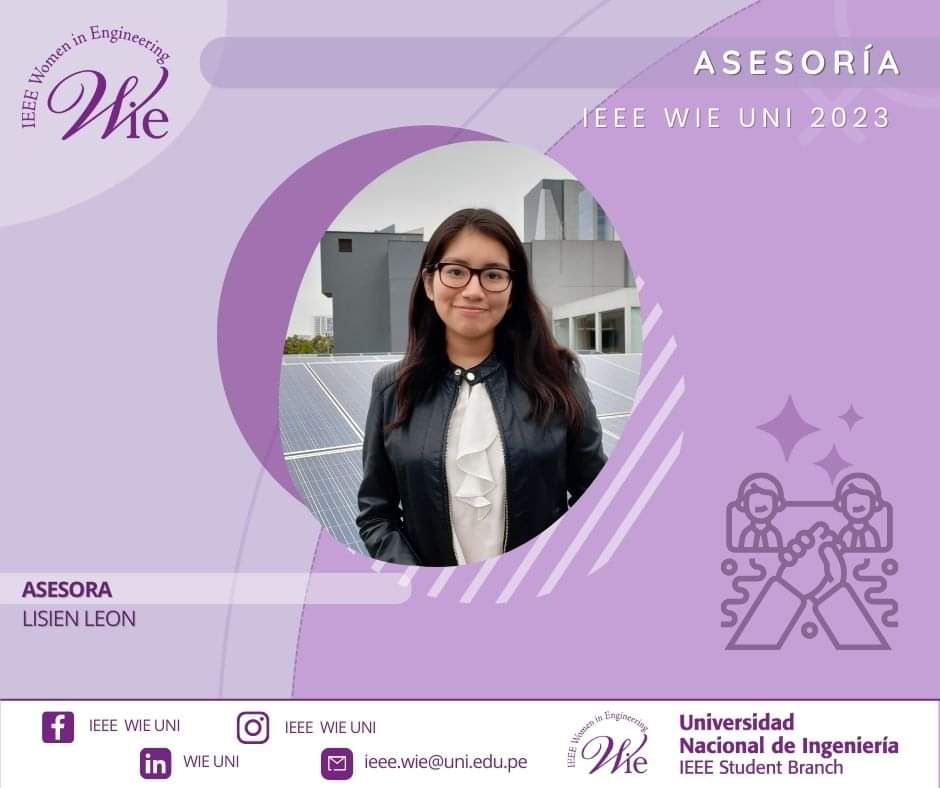 IEEE Women in Engineering
Wie
ASESORÍA
IEEE WIE UNI 2023
ASESORA
LISIEN LEON
IEEE WIE UNI
IEEE WIE UNI
WIE UNI
ieee.wie@uni.edu.pe
IEEE Women in Engineering
Wie
Universidad
Nacional de Ingeniería
IEEE Student Branch